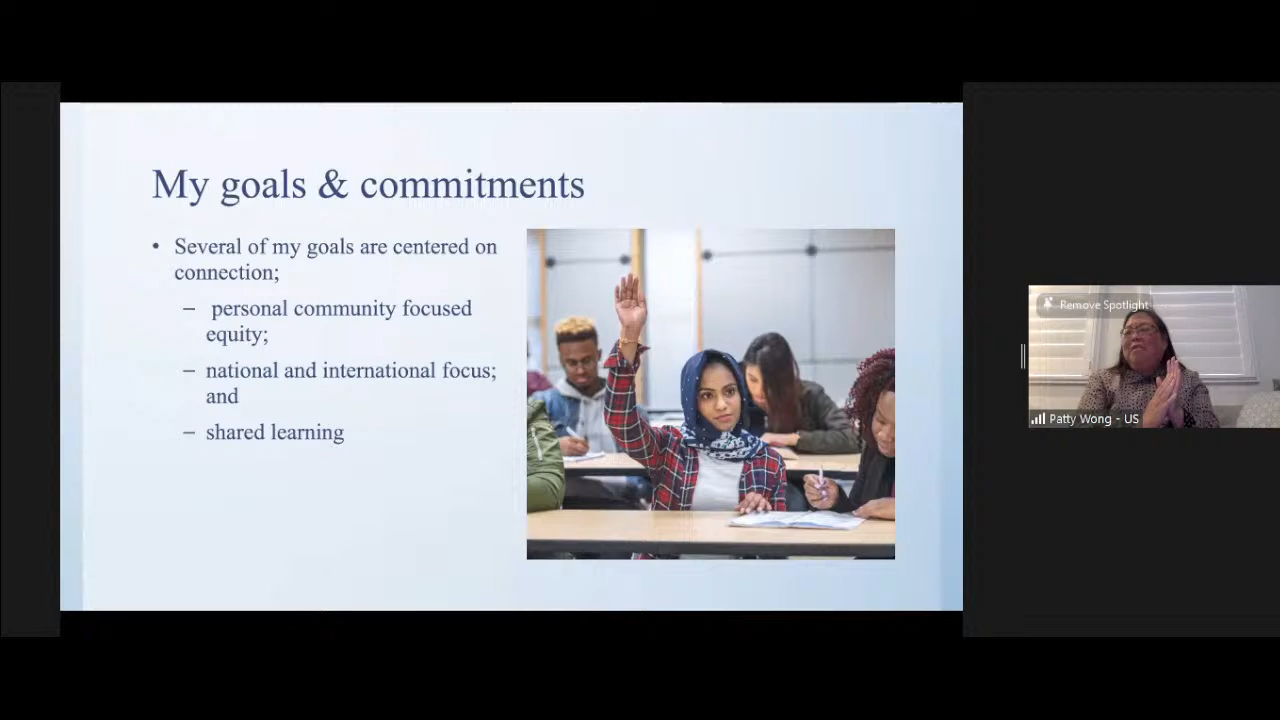 My goals & commitments
• Several of my goals are centered on
connection;
– personal community focused
equity;
– national and international focus;
and
– shared learning
Remove Spotlight
Patty Wong - US